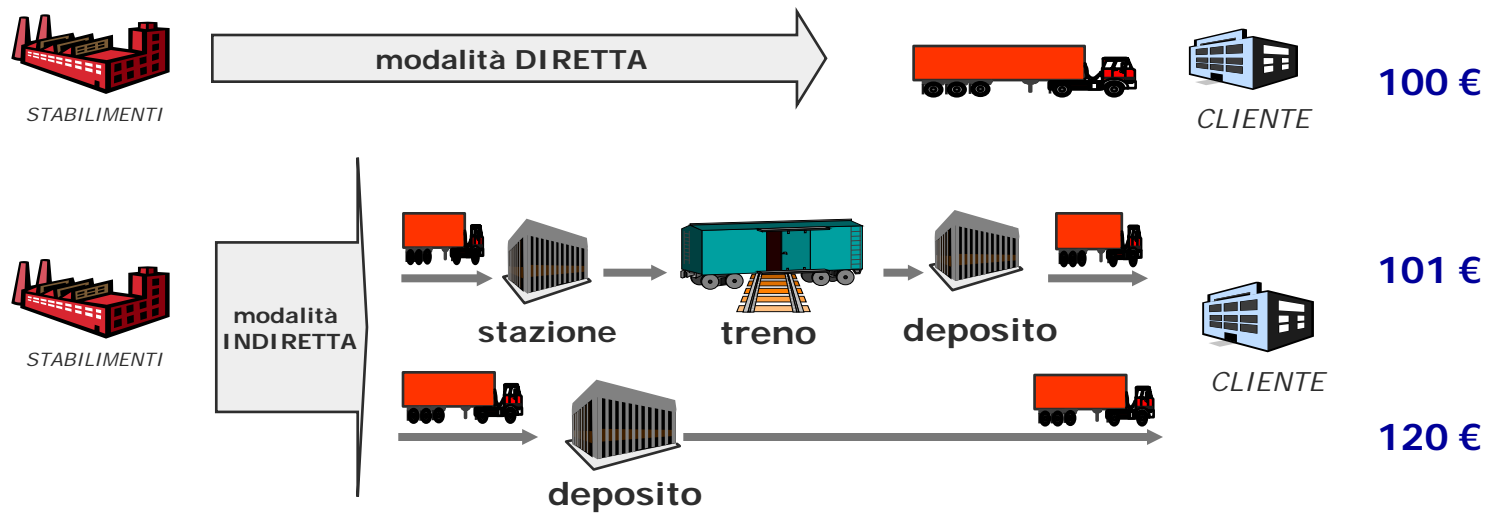 modalità DIRETTA
STABILIMENTI
CLIENTE
100 €
modalità
INDIRETTA
STABILIMENTI
stazione
treno
deposito
101 €
CLIENTE
deposito
120 €